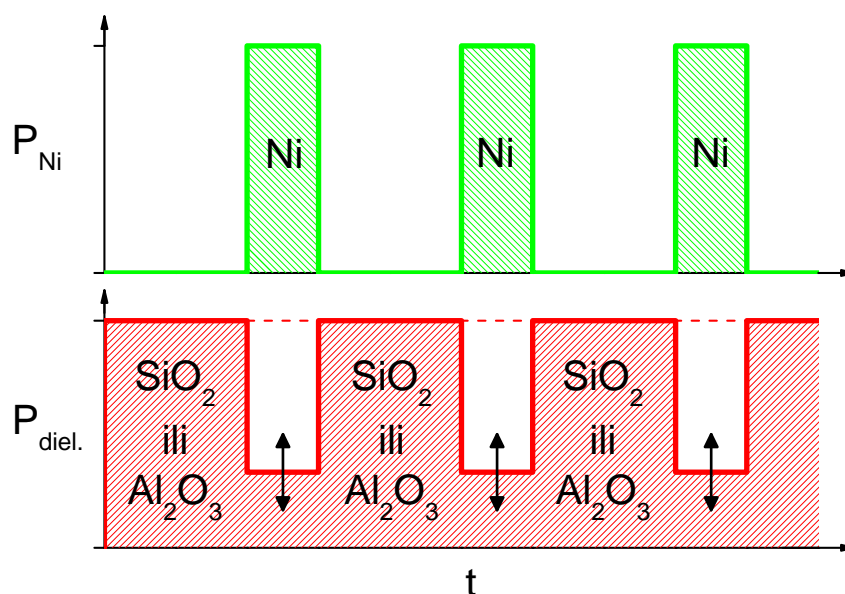 P_Ni
Ni Ni Ni
P_diel.
SiO₂
ili
Al₂O₃
SiO₂
ili
Al₂O₃
SiO₂
ili
Al₂O₃
t